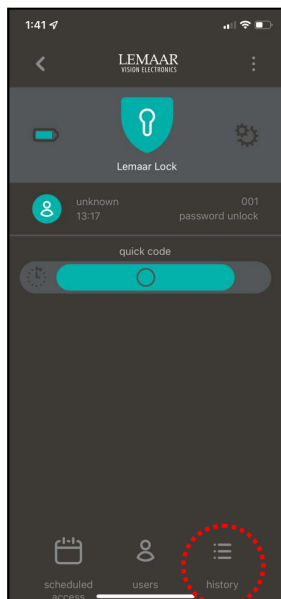 1:41
LEMAAR
VISION ELECTRONICS
Lemaar Lock
unknown 001
13:17 password unlock
quick code
scheduled users history
access